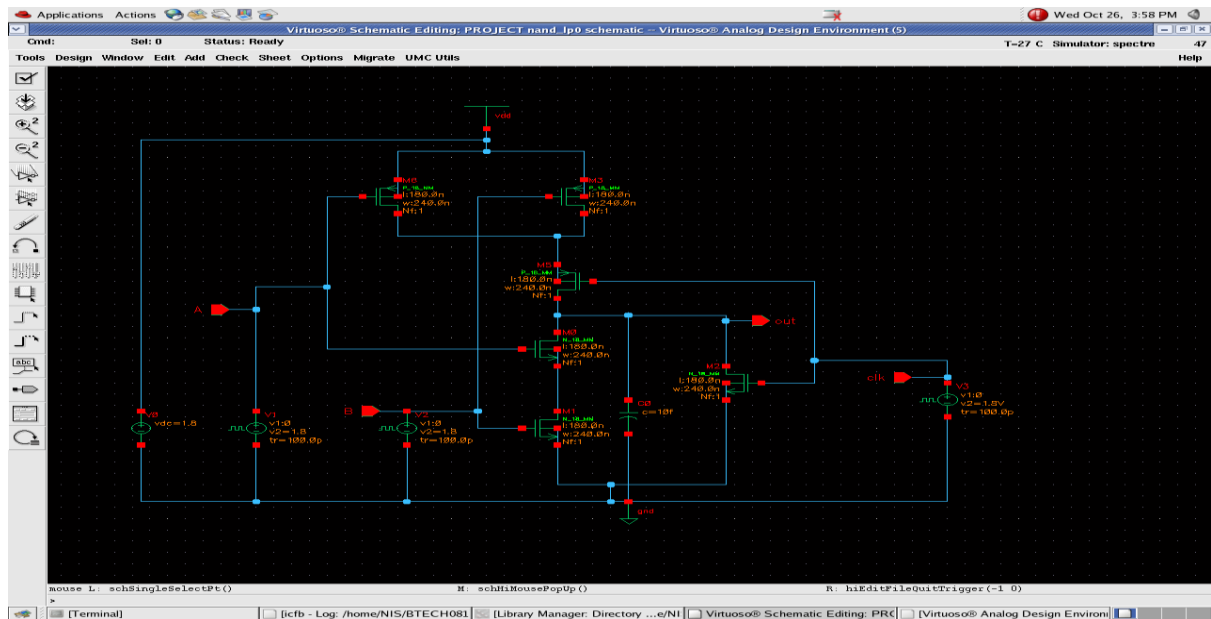 Applications Actions
Wed Oct 26, 3:58 PM
Virtuoso® Schematic Editing: PROJECT nand_lp0 schematic -- Virtuoso® Analog Design Environment (5)
Cmd: Sel: 0 Status: Ready
T=27 C Simulator: spectre 47
Tools Design Window Edit Add Check Sheet Options Migrate UMC Utils
Help
vdd
P_18_MM
l:180.0n
w:240.0n
Nf:1
M3
P_18_MM
l:180.0n
w:240.0n
Nf:1
P_18_MM
l:180.0n
w:240.0n
Nf:1
A
out
M0
N_18_MM
l:180.0n
w:240.0n
Nf:1
M2
N_18_MM
l:180.0n
w:240.0n
Nf:1
clk
V3
v1:0
v2=1.8V
tr=100.0p
C0
c=10f
M1
N_18_MM
l:180.0n
w:240.0n
Nf:1
B
V0
vdc=1.8
V1
v1:0
v2=1.8
tr=100.0p
V2
v1:0
v2=1.8
tr=100.0p
gnd
mouse L: schSingleSelectPt()
M: schHiMousePopUp()
R: hiEditFileQuitTrigger(-1 0)
>
[Terminal]
[icfb - Log: /home/NIS/BTECH081
[Library Manager: Directory ...e/NI
Virtuoso® Schematic Editing: PR
[Virtuoso® Analog Design Environ
abc